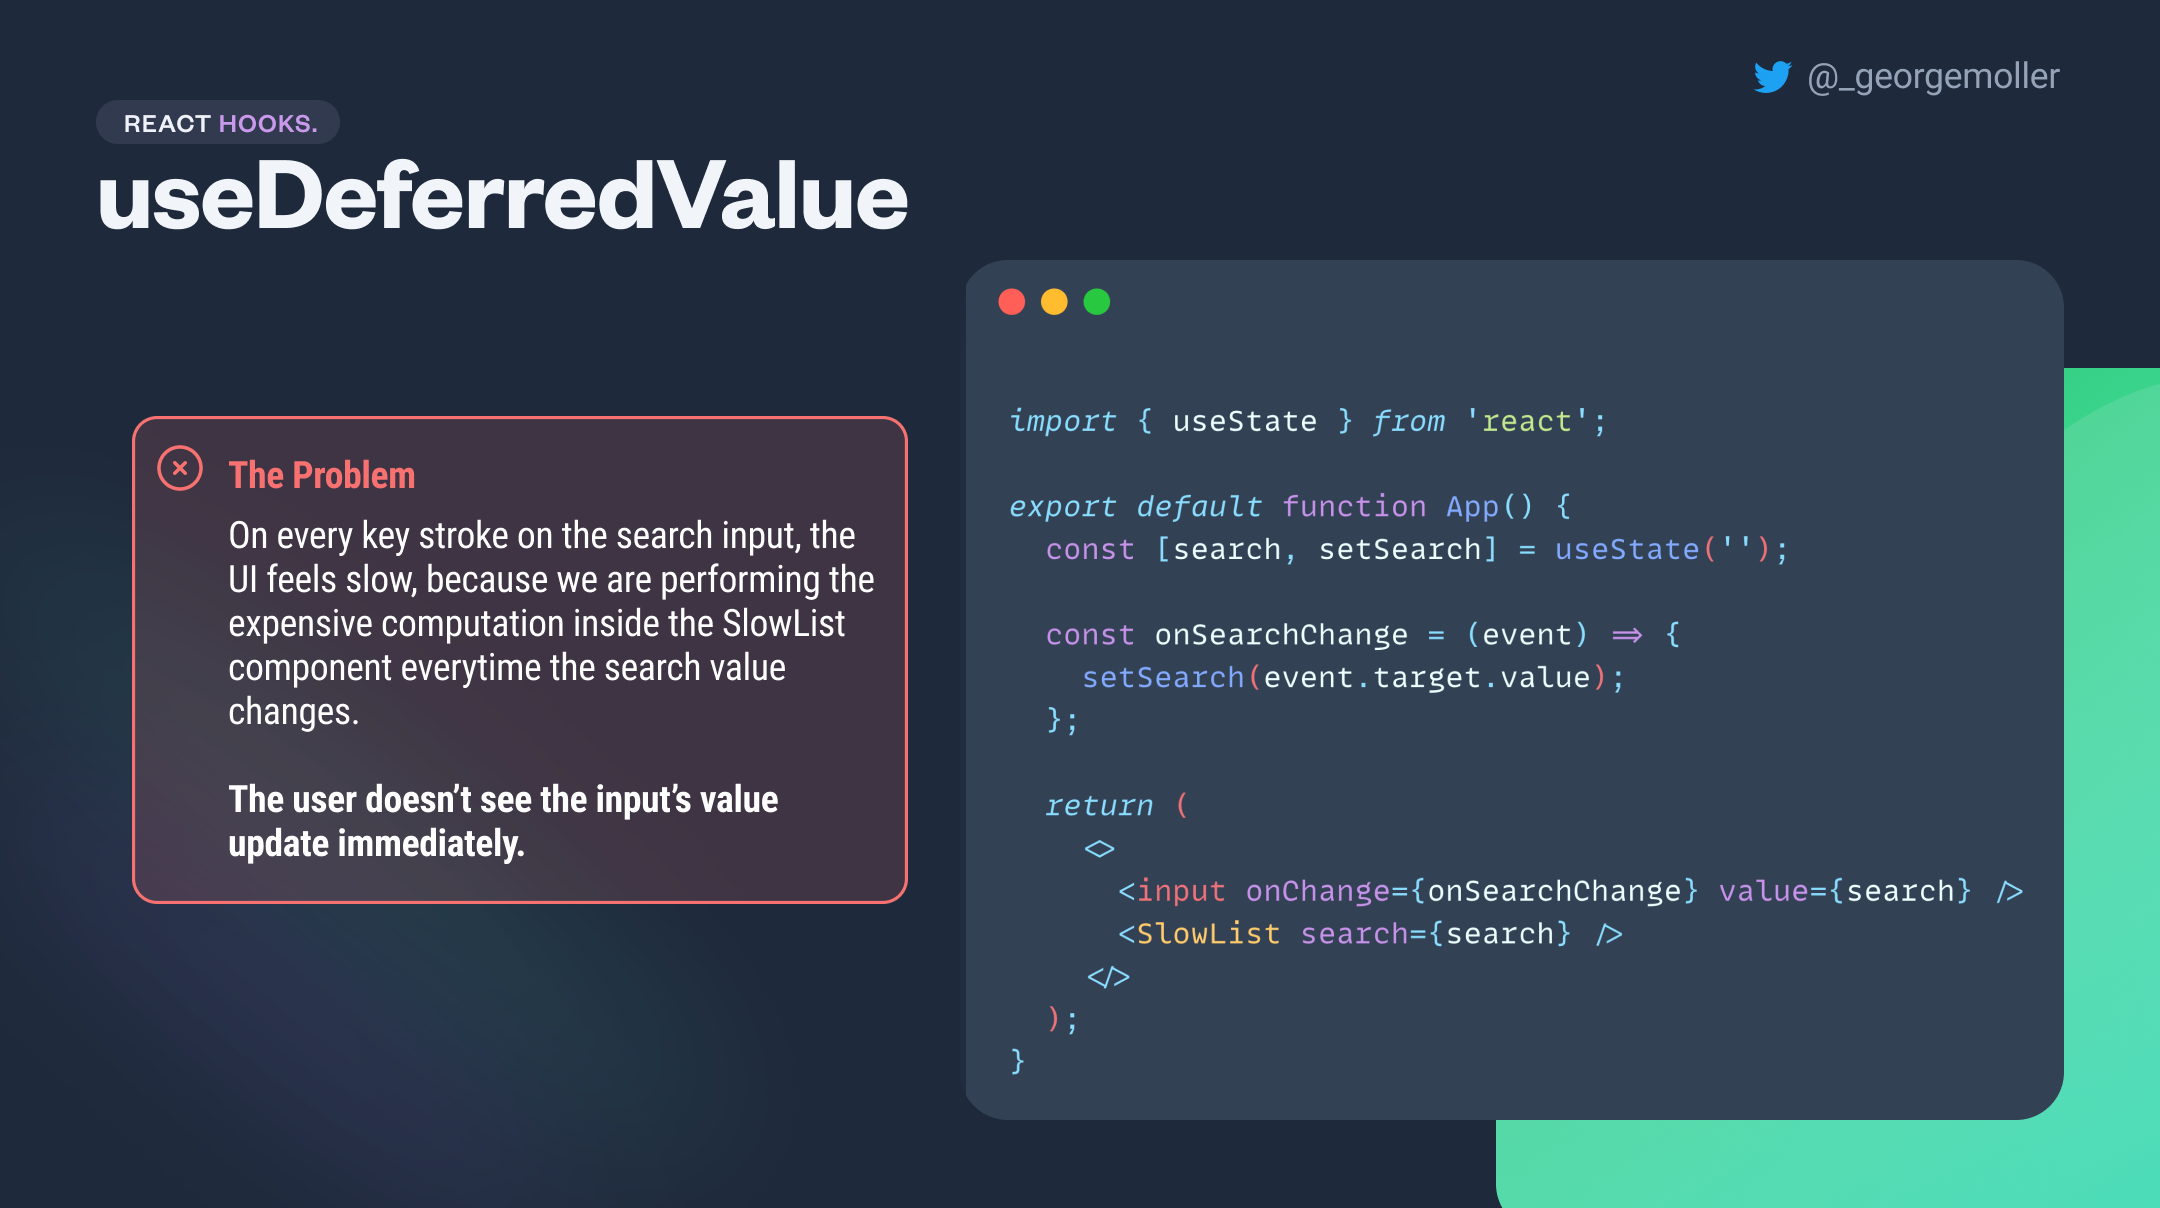 @_georgemoller
REACT HOOKS.
useDeferredValue
The Problem
On every key stroke on the search input, the
UI feels slow, because we are performing the
expensive computation inside the SlowList
component everytime the search value
changes.
The user doesn’t see the input’s value
update immediately.
import { useState } from 'react';
export default function App() {
  const [search, setSearch] = useState('');
  const onSearchChange = (event) => {
    setSearch(event.target.value);
  };
  return (
    <>
      <input onChange={onSearchChange} value={search} />
      <SlowList search={search} />
    </>
  );
}